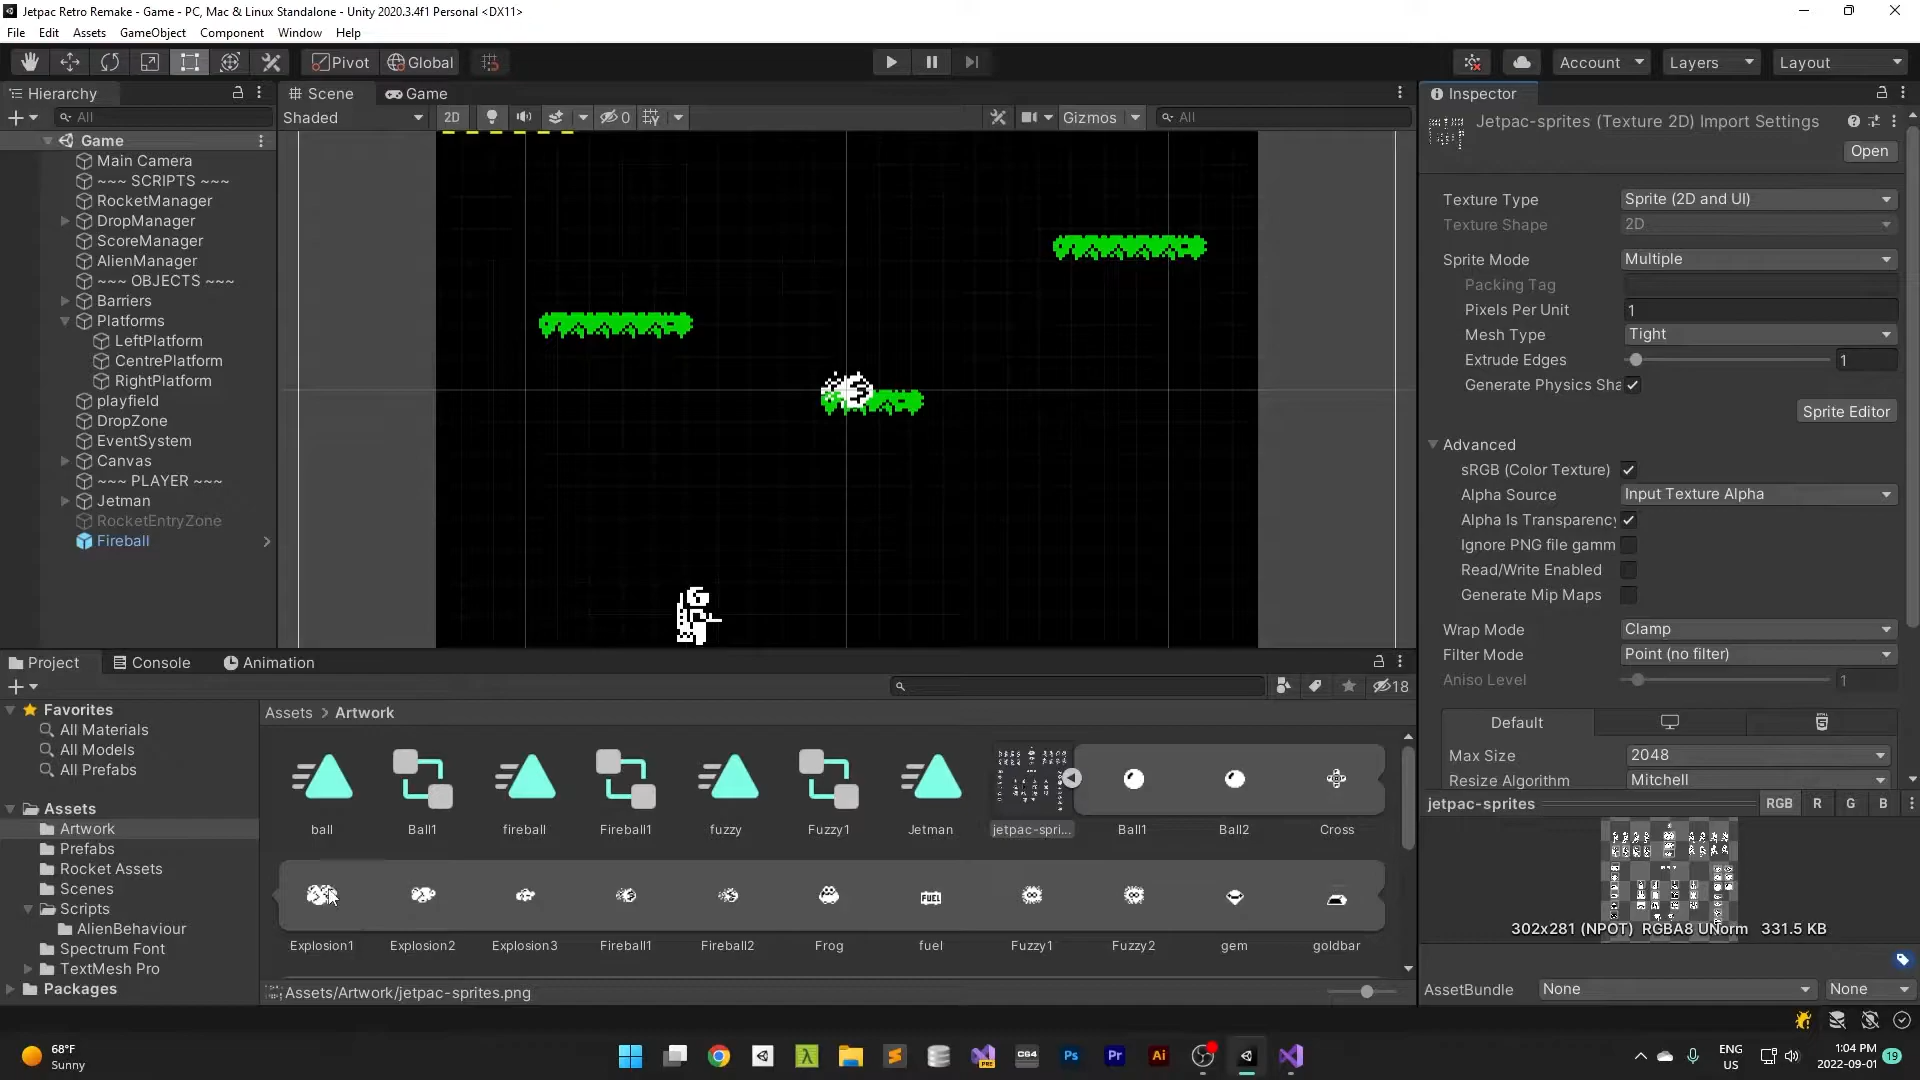 Jetpac Retro Remake - Game - PC, Mac & Linux Standalone - Unity 2020.3.4f1 Personal <DX11>
File Edit Assets GameObject Component Window Help
Pivot Global Account Layers Layout
Hierarchy
All
Game
Main Camera
~~~ SCRIPTS ~~~
RocketManager
DropManager
ScoreManager
AlienManager
~~~ OBJECTS ~~~
Barriers
Platforms
LeftPlatform
CentrePlatform
RightPlatform
playfield
DropZone
EventSystem
Canvas
~~~ PLAYER ~~~
Jetman
RocketEntryZone
Fireball
Scene Game
Shaded 2D 0 Gizmos All
Inspector
Jetpac-sprites (Texture 2D) Import Settings
Open
Texture Type Sprite (2D and UI)
Texture Shape 2D
Sprite Mode Multiple
Packing Tag
Pixels Per Unit 1
Mesh Type Tight
Extrude Edges 1
Generate Physics Sha
Sprite Editor
Advanced
sRGB (Color Texture)
Alpha Source Input Texture Alpha
Alpha Is Transparency
Ignore PNG file gamm
Read/Write Enabled
Generate Mip Maps
Wrap Mode Clamp
Filter Mode Point (no filter)
Aniso Level 1
Default
Max Size 2048
Resize Algorithm Mitchell
jetpac-sprites RGB R G B
302x281 (NPOT) RGBA8 UNorm 331.5 KB
AssetBundle None None
Project Console Animation
18
Favorites
All Materials
All Models
All Prefabs
Assets
Artwork
Prefabs
Rocket Assets
Scenes
Scripts
AlienBehaviour
Spectrum Font
TextMesh Pro
Packages
Assets > Artwork
ball Ball1 fireball Fireball1 fuzzy Fuzzy1 Jetman jetpac-spri... Ball1 Ball2 Cross
FUEL
Explosion1 Explosion2 Explosion3 Fireball1 Fireball2 Frog fuel Fuzzy1 Fuzzy2 gem goldbar
Assets/Artwork/jetpac-sprites.png
68°F
Sunny
PRE CG4 Ps Pr Ai
ENG
US
1:04 PM
2022-09-01
19